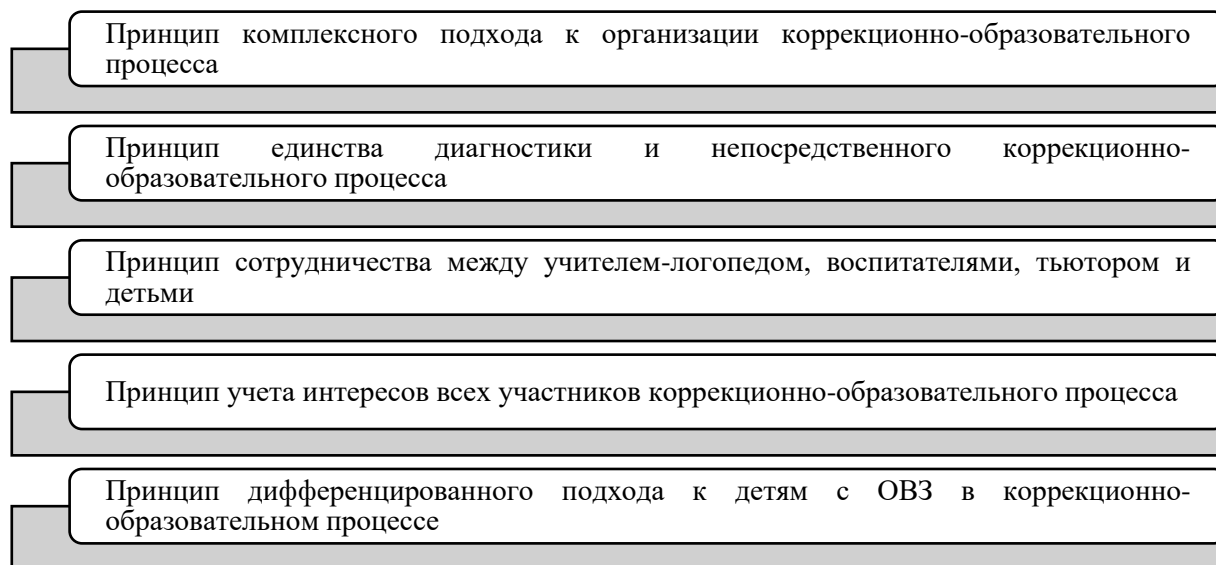 Принцип комплексного подхода к организации коррекционно-образовательного
процесса
Принцип единства диагностики и непосредственного коррекционно-
образовательного процесса
Принцип сотрудничества между учителем-логопедом, воспитателями, тьютором и
детьми
Принцип учета интересов всех участников коррекционно-образовательного процесса
Принцип дифференцированного подхода к детям с ОВЗ в коррекционно-
образовательном процессе